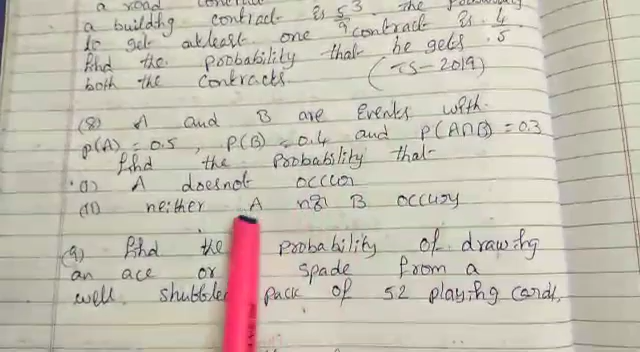 a road
a building contract is 5/9 the
to get atleast one contract is 4/5
find the probability that he gets
both the contracts (TS-2019)
(8) A and B are Events with
P(A) = 0.5, P(B) = 0.4 and P(A∩B) = 0.3
find the Probability that
(i) A doesnot occur
(ii) neither A nor B occurs
(9) find the probability of drawing
an ace or spade from a
well shubbled pack of 52 playing cards.